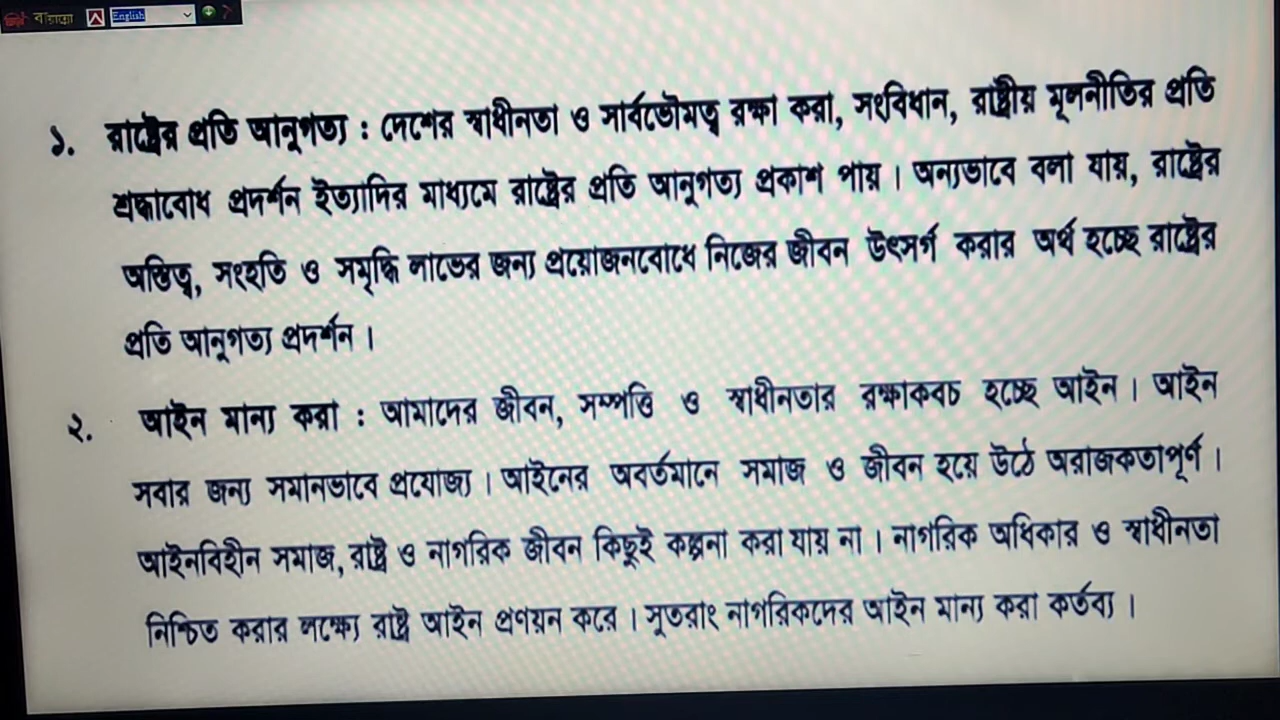 বায়ান্নো English
১. রাষ্ট্রের প্রতি আনুগত্য : দেশের স্বাধীনতা ও সার্বভৌমত্ব রক্ষা করা, সংবিধান, রাষ্ট্রীয় মূলনীতির প্রতি
শ্রদ্ধাবোধ প্রদর্শন ইত্যাদির মাধ্যমে রাষ্ট্রের প্রতি আনুগত্য প্রকাশ পায়। অন্যভাবে বলা যায়, রাষ্ট্রের
অস্তিত্ব, সংহতি ও সমৃদ্ধি লাভের জন্য প্রয়োজনবোধে নিজের জীবন উৎসর্গ করার অর্থ হচ্ছে রাষ্ট্রের
প্রতি আনুগত্য প্রদর্শন।
২. আইন মান্য করা : আমাদের জীবন, সম্পত্তি ও স্বাধীনতার রক্ষাকবচ হচ্ছে আইন। আইন
সবার জন্য সমানভাবে প্রযোজ্য। আইনের অবর্তমানে সমাজ ও জীবন হয়ে উঠে অরাজকতাপূর্ণ।
আইনবিহীন সমাজ, রাষ্ট্র ও নাগরিক জীবন কিছুই কল্পনা করা যায় না। নাগরিক অধিকার ও স্বাধীনতা
নিশ্চিত করার লক্ষ্যে রাষ্ট্র আইন প্রণয়ন করে। সুতরাং নাগরিকদের আইন মান্য করা কর্তব্য।